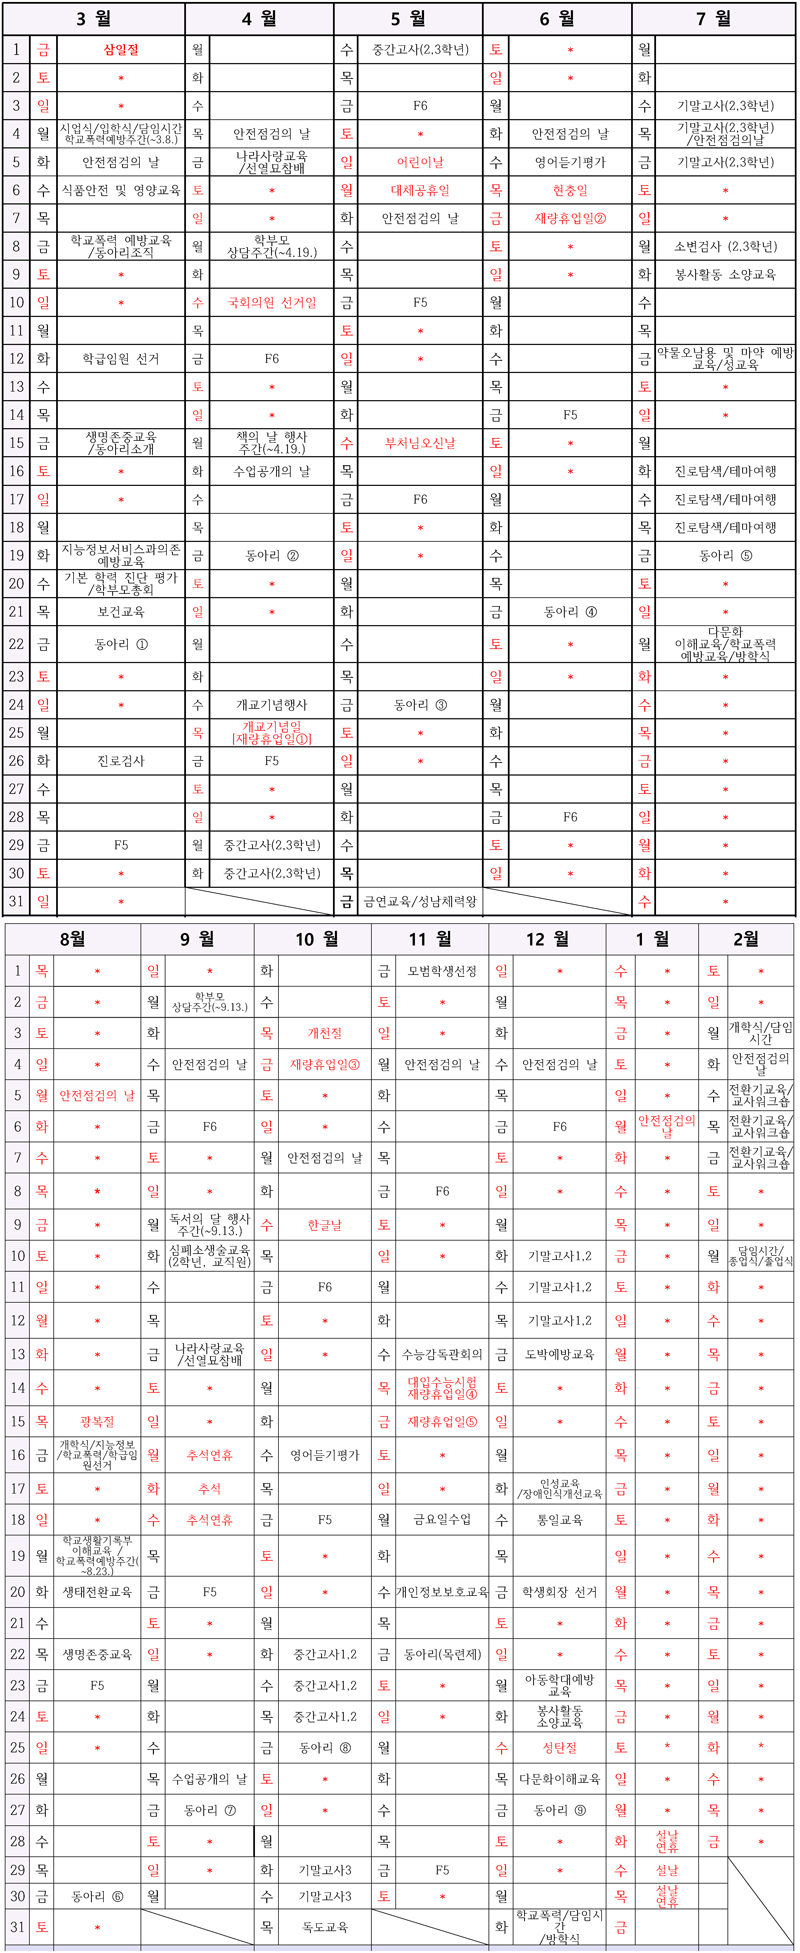 3 월 4 월 5 월 6 월 7 월
1 금 삼일절 월 수 중간고사(2,3학년) 토 * 월
2 토 * 화 목 일 * 화
3 일 * 수 금 F6 월 수 기말고사(2,3학년)
4 월 시업식/입학식/담임시간 학교폭력예방주간(~3.8.) 목 안전점검의 날 토 * 화 안전점검의 날 목 기말고사(2,3학년) /안전점검의날
5 화 안전점검의 날 금 나라사랑교육 /선열묘참배 일 어린이날 수 영어듣기평가 금 기말고사(2,3학년)
6 수 식품안전 및 영양교육 토 * 월 대체공휴일 목 현충일 토 *
7 목 일 * 화 안전점검의 날 금 재량휴업일② 일 *
8 금 학교폭력 예방교육 /동아리조직 월 학부모 상담주간(~4.19.) 수 토 * 월 소변검사 (2,3학년)
9 토 * 화 목 일 * 화 봉사활동 소양교육
10 일 * 수 국회의원 선거일 금 F5 월 수
11 월 목 토 * 화 목
12 화 학급임원 선거 금 F6 일 * 수 금 약물오남용 및 마약 예방 교육/성교육
13 수 토 * 월 목 토 *
14 목 일 * 화 금 F5 일 *
15 금 생명존중교육 /동아리소개 월 책의 날 행사 주간(~4.19.) 수 부처님오신날 토 * 월
16 토 * 화 수업공개의 날 목 일 * 화 진로탐색/테마여행
17 일 * 수 금 F6 월 수 진로탐색/테마여행
18 월 목 토 * 화 목 진로탐색/테마여행
19 화 지능정보서비스과의존 예방교육 금 동아리 ② 일 * 수 금 동아리 ⑤
20 수 기본 학력 진단 평가 /학부모총회 토 * 월 목 토 *
21 목 보건교육 일 * 화 금 동아리 ④ 일 *
22 금 동아리 ① 월 수 토 * 월 다문화 이해교육/학교폭력 예방교육/방학식
23 토 * 화 목 일 * 화 *
24 일 * 수 개교기념행사 금 동아리 ③ 월 수 *
25 월 목 개교기념일 [재량휴업일①] 토 * 화 목 *
26 화 진로검사 금 F5 일 * 수 금 *
27 수 토 * 월 목 토 *
28 목 일 * 화 금 F6 일 *
29 금 F5 월 중간고사(2,3학년) 수 토 * 월 *
30 토 * 화 중간고사(2,3학년) 목 일 * 화 *
31 일 * 금 금연교육/성남체력왕 수 *
8월 9 월 10 월 11 월 12 월 1 월 2월
1 목 * 일 * 화 금 모범학생선정 일 * 수 * 토 *
2 금 * 월 학부모 상담주간(~9.13.) 수 토 * 월 목 * 일 *
3 토 * 화 목 개천절 일 * 화 금 * 월 개학식/담임 시간
4 일 * 수 안전점검의 날 금 재량휴업일③ 월 안전점검의 날 수 안전점검의 날 토 * 화 안전점검의 날
5 월 안전점검의 날 목 토 * 화 목 일 * 수 전환기교육/ 교사워크숍
6 화 * 금 F6 일 * 수 금 F6 월 안전점검의 날 목 전환기교육/ 교사워크숍
7 수 * 토 * 월 안전점검의 날 목 토 * 화 * 금 전환기교육/ 교사워크숍
8 목 * 일 * 화 금 F6 일 * 수 * 토 *
9 금 * 월 독서의 달 행사 주간(~9.13.) 수 한글날 토 * 월 목 * 일 *
10 토 * 화 심폐소생술교육 (2학년, 교직원) 목 일 * 화 기말고사1,2 금 * 월 담임시간/ 종업식/졸업식
11 일 * 수 금 F6 월 수 기말고사1,2 토 * 화 *
12 월 * 목 토 * 화 목 기말고사1,2 일 * 수 *
13 화 * 금 나라사랑교육 /선열묘참배 일 * 수 수능감독관회의 금 도박예방교육 월 * 목 *
14 수 * 토 * 월 목 대입수능시험 재량휴업일④ 토 * 화 * 금 *
15 목 광복절 일 * 화 금 재량휴업일⑤ 일 * 수 * 토 *
16 금 개학식/지능정보 /학교폭력/학급임 원선거 월 추석연휴 수 영어듣기평가 토 * 월 목 * 일 *
17 토 * 화 추석 목 일 * 화 인성교육 /장애인식개선교육 금 * 월 *
18 일 * 수 추석연휴 금 F5 월 금요일수업 수 통일교육 토 * 화 *
19 월 학교생활기록부 이해교육 / 학교폭력예방주간( ~8.23.) 목 토 * 화 목 일 * 수 *
20 화 생태전환교육 금 F5 일 * 수 개인정보보호교육 금 학생회장 선거 월 * 목 *
21 수 토 * 월 목 토 * 화 * 금 *
22 목 생명존중교육 일 * 화 중간고사1,2 금 동아리(목련제) 일 * 수 * 토 *
23 금 F5 월 수 중간고사1,2 토 * 월 아동학대예방 교육 목 * 일 *
24 토 * 화 목 중간고사1,2 일 * 화 봉사활동 소양교육 금 * 월 *
25 일 * 수 금 동아리 ⑧ 월 수 성탄절 토 * 화 *
26 월 목 수업공개의 날 토 * 화 목 다문화이해교육 일 * 수 *
27 화 금 동아리 ⑦ 일 * 수 금 동아리 ⑨ 월 * 목 *
28 수 토 * 월 목 토 * 화 설날 연휴 금 *
29 목 일 * 화 기말고사3 금 F5 일 * 수 설날
30 금 동아리 ⑥ 월 수 기말고사3 토 * 월 목 설날 연휴
31 토 * 목 독도교육 화 학교폭력/담임시 간 /방학식 금